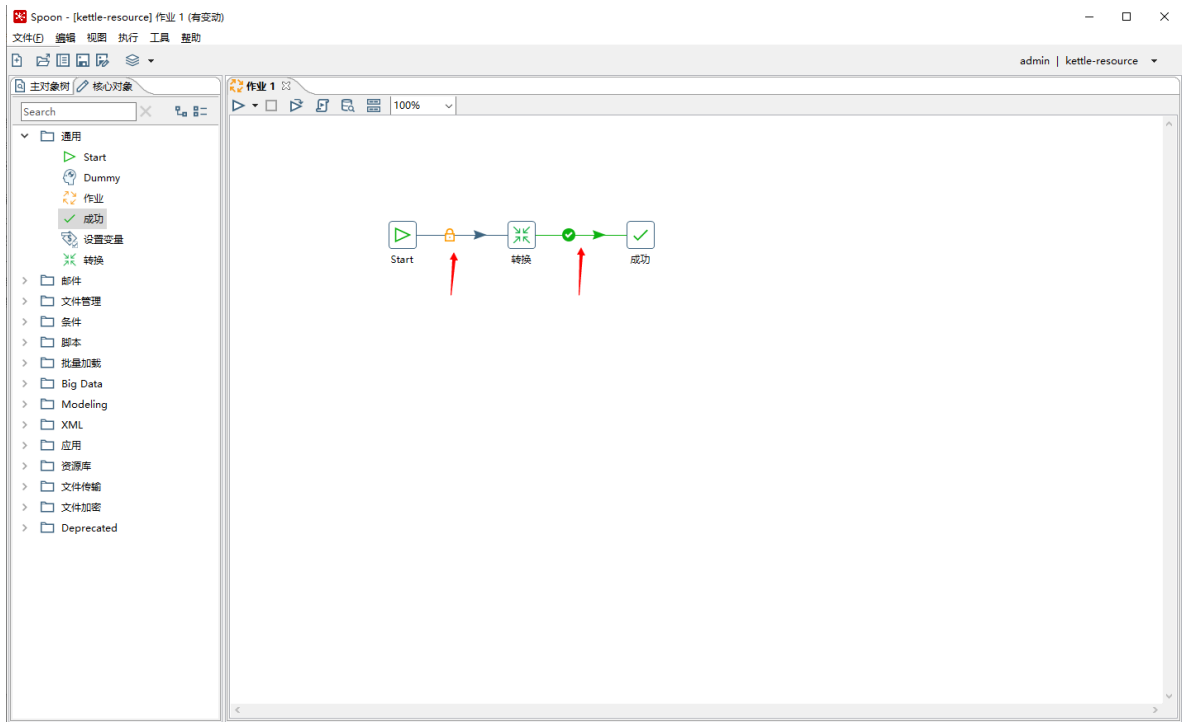 Spoon - [kettle-resource] 作业 1 (有变动)
文件(F) 编辑 视图 执行 工具 帮助
admin | kettle-resource
主对象树 核心对象
作业 1
Search
100%
通用
Start
Dummy
作业
成功
设置变量
转换
邮件
文件管理
条件
脚本
批量加载
Big Data
Modeling
XML
应用
资源库
文件传输
文件加密
Deprecated
Start 转换 成功